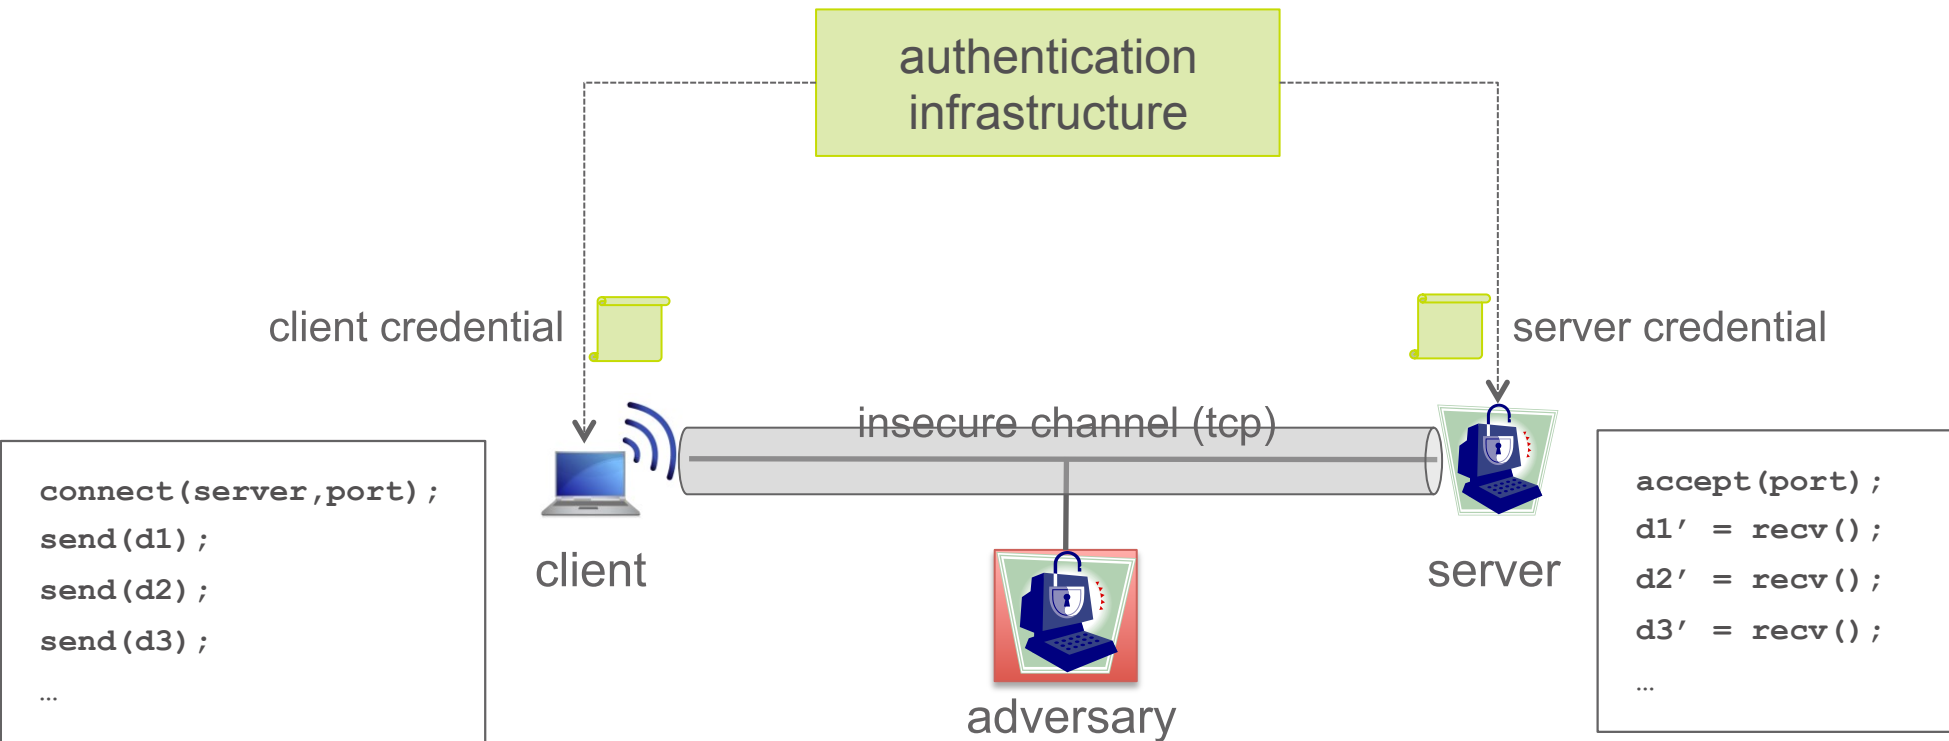 authentication
infrastructure
client credential
server credential
insecure channel (tcp)
connect(server,port);
send(d1);
send(d2);
send(d3);
…
client
server
accept(port);
d1’ = recv();
d2’ = recv();
d3’ = recv();
…
adversary